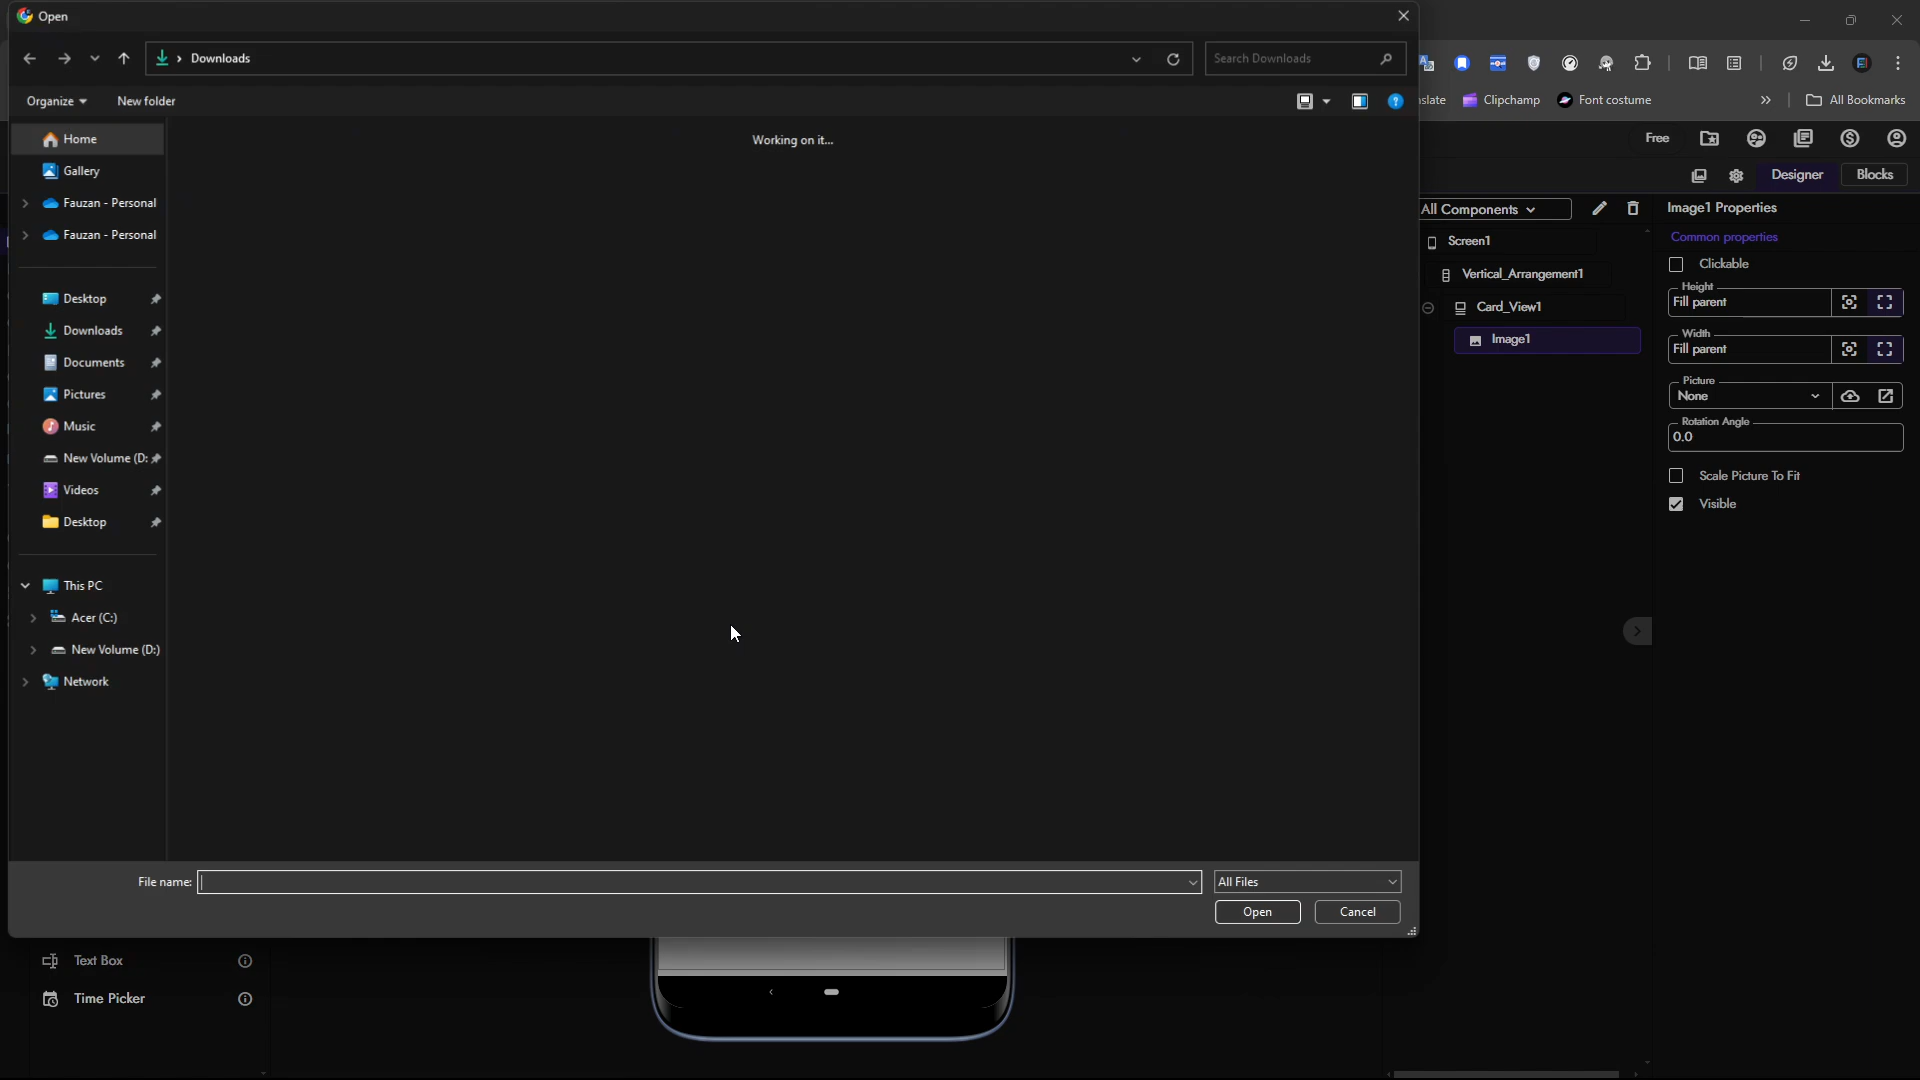 Open
Downloads
Search Downloads
Organize
New folder
Working on it...
Home
Gallery
Fauzan - Personal
Fauzan - Personal
Desktop
Downloads
Documents
Pictures
Music
New Volume (D:
Videos
Desktop
This PC
Acer (C:)
New Volume (D:)
Network
File name:
All Files
Open
Cancel
Text Box
Time Picker
slate
Clipchamp
Font costume
All Bookmarks
Free
Designer
Blocks
All Components
Screen1
Vertical_Arrangement1
Card_View1
Image1
Image1 Properties
Common properties
Clickable
Height
Fill parent
Width
Fill parent
Picture
None
Rotation Angle
0.0
Scale Picture To Fit
Visible